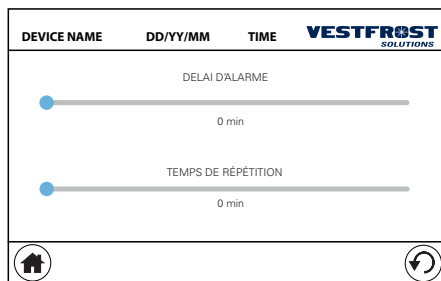 DEVICE NAME DD/YY/MM TIME VESTFROST
SOLUTIONS
DELAI D'ALARME
0 min
TEMPS DE RÉPÉTITION
0 min